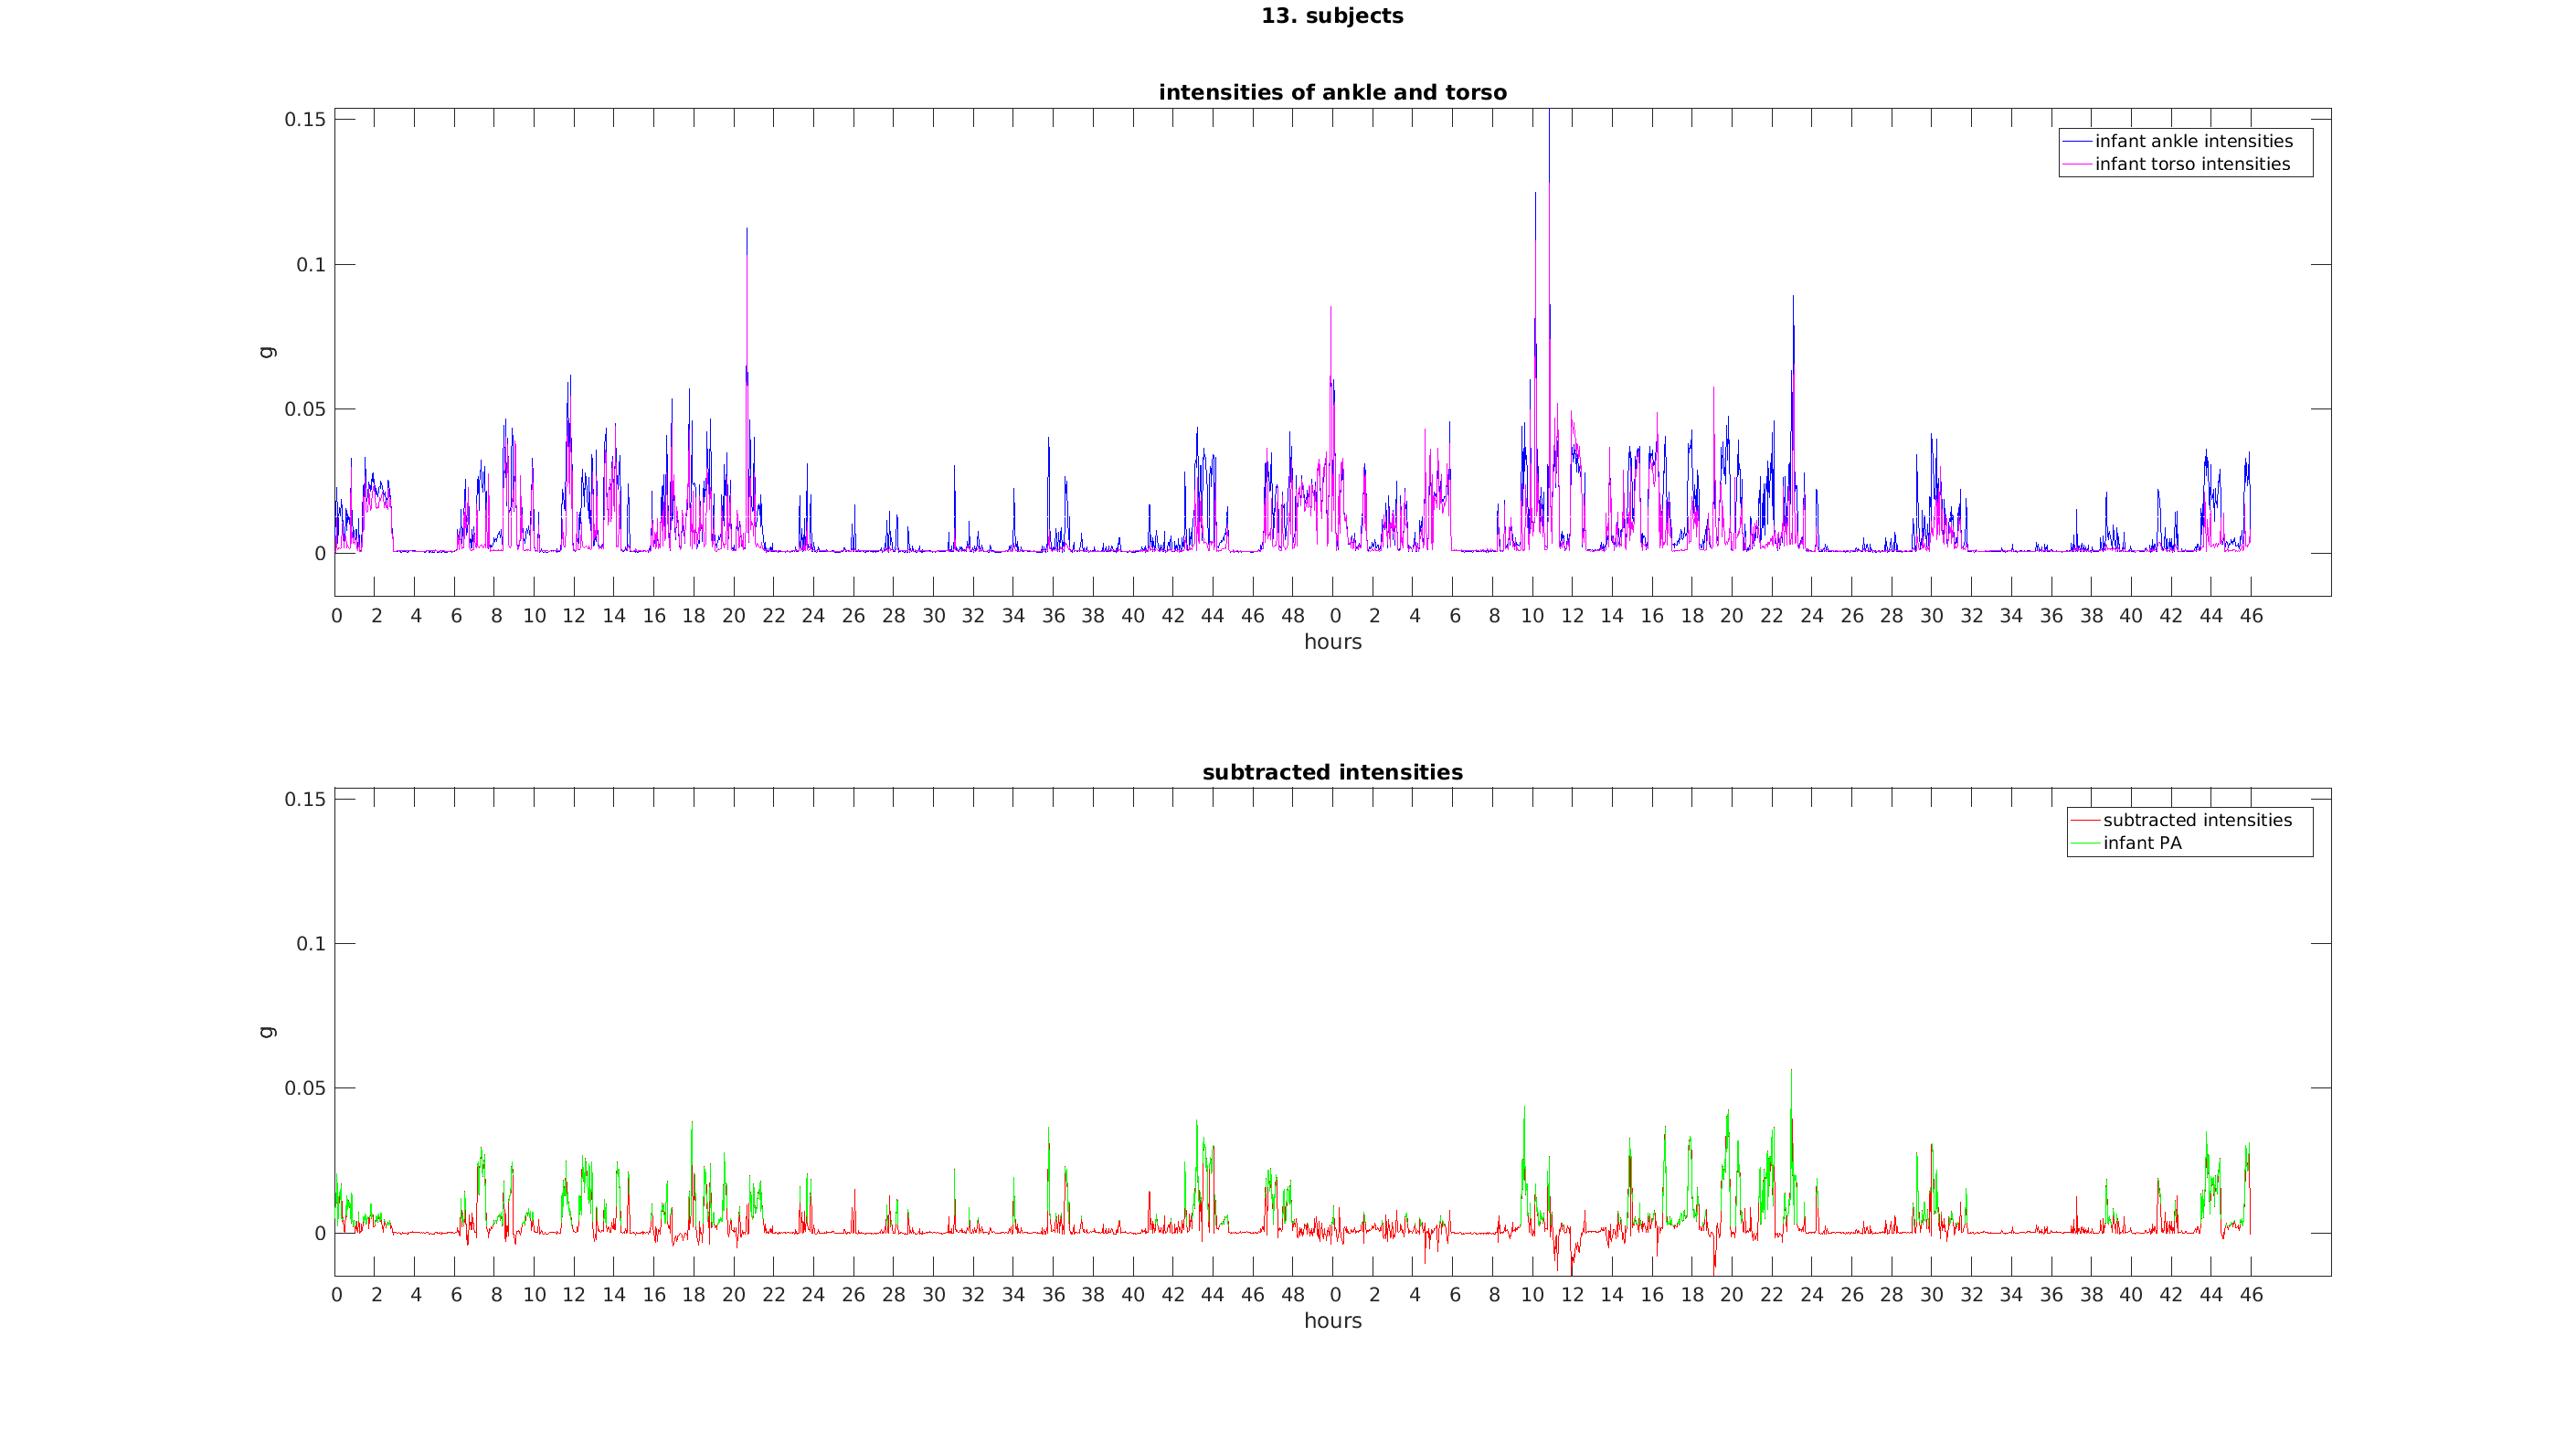 13. subjects
intensities of ankle and torso
0.15
0.1
0.05
0
g
infant ankle intensities
infant torso intensities
0 2 4 6 8 10 12 14 16 18 20 22 24 26 28 30 32 34 36 38 40 42 44 46 48 0 2 4 6 8 10 12 14 16 18 20 22 24 26 28 30 32 34 36 38 40 42 44 46
hours
subtracted intensities
0.15
0.1
0.05
0
g
subtracted intensities
infant PA
0 2 4 6 8 10 12 14 16 18 20 22 24 26 28 30 32 34 36 38 40 42 44 46 48 0 2 4 6 8 10 12 14 16 18 20 22 24 26 28 30 32 34 36 38 40 42 44 46
hours